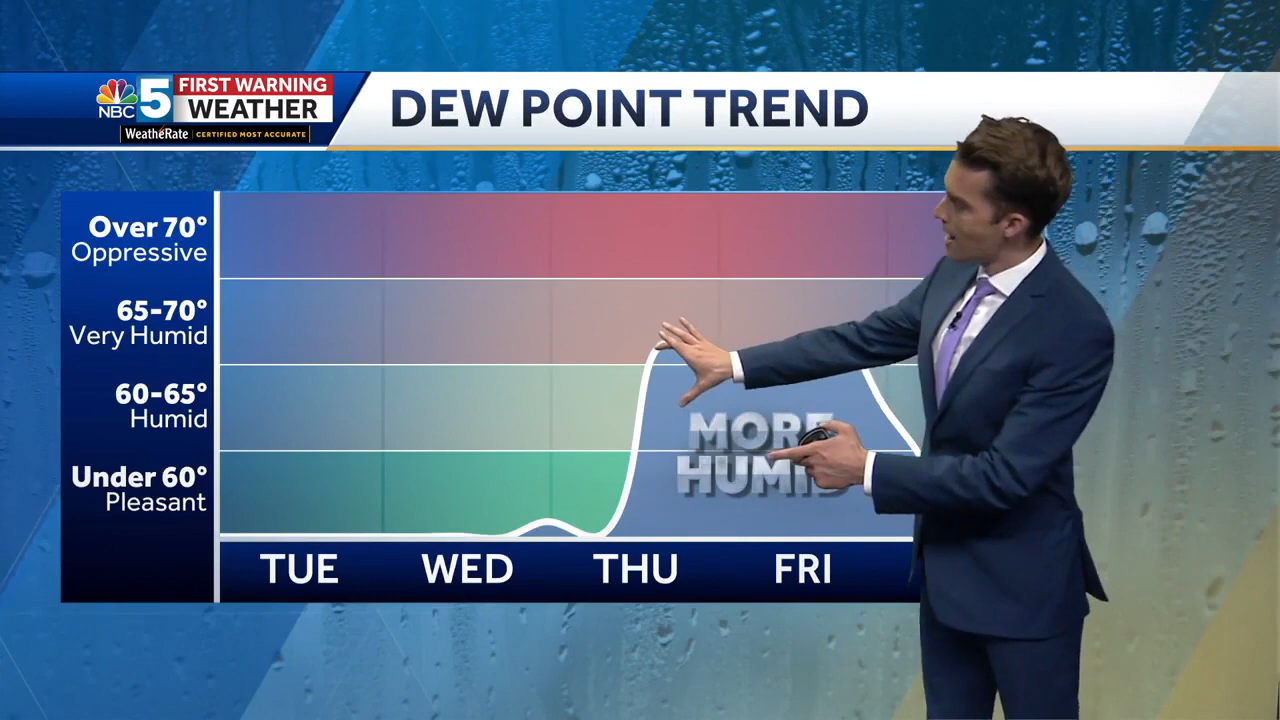 NBC 5 FIRST WARNING
WEATHER
WeatheRate | CERTIFIED MOST ACCURATE
DEW POINT TREND
Over 70°
Oppressive
65-70°
Very Humid
60-65°
Humid
Under 60°
Pleasant
MORE
HUMID
TUE WED THU FRI